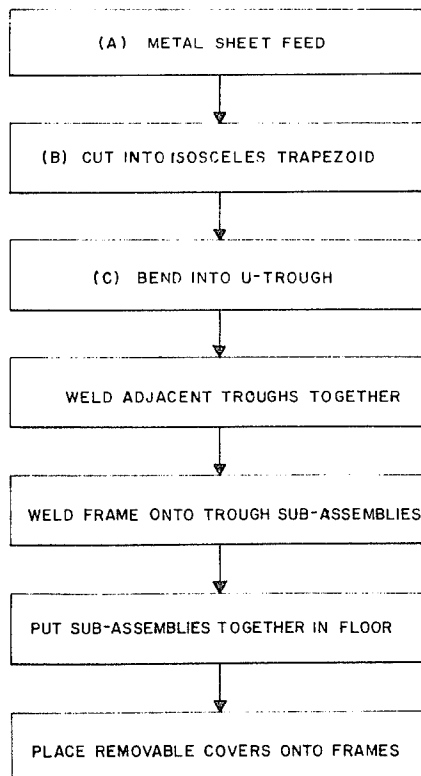 (A) METAL SHEET FEED
(B) CUT INTO ISOSCELES TRAPEZOID
(C) BEND INTO U-TROUGH
WELD ADJACENT TROUGHS TOGETHER
WELD FRAME ONTO TROUGH SUB-ASSEMBLIES
PUT SUB-ASSEMBLIES TOGETHER IN FLOOR
PLACE REMOVABLE COVERS ONTO FRAMES